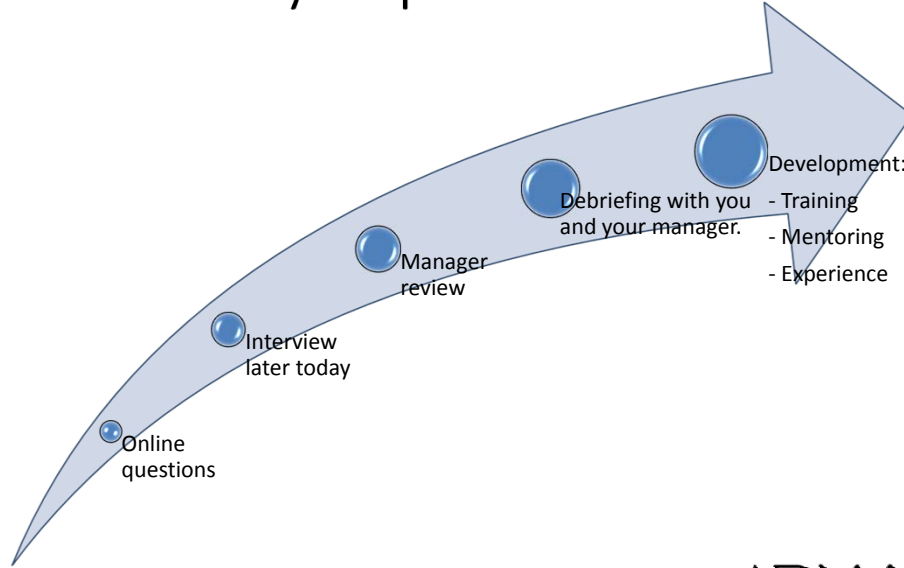 Online
questions
Interview
later today
Manager
review
Debriefing with you
and your manager.
Development:
- Training
- Mentoring
- Experience